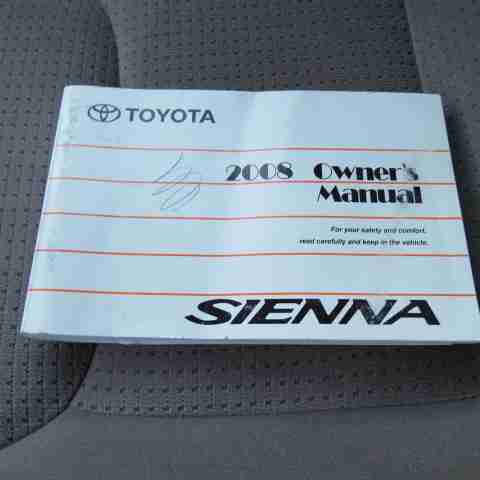 TOYOTA
2008 Owner's
Manual
For your safety and comfort,
read carefully and keep in the vehicle.
SIENNA